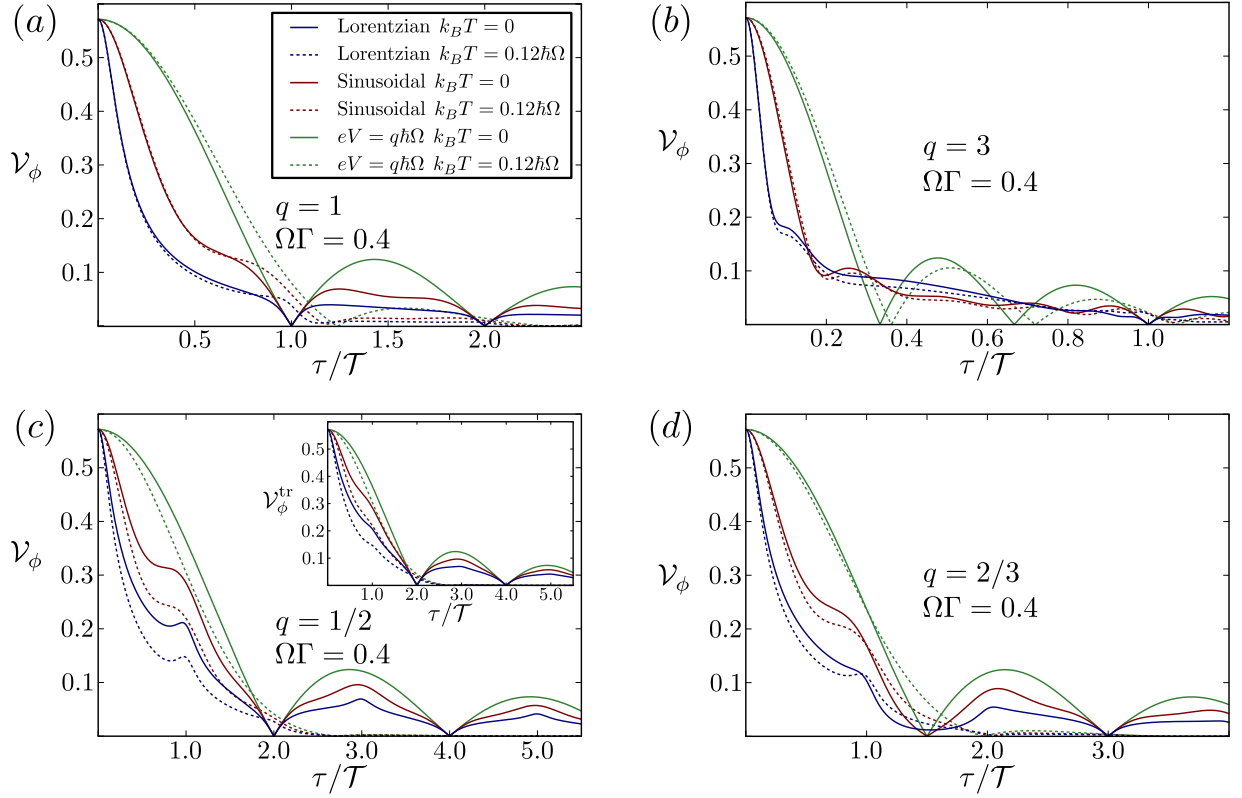 (a)
Lorentzian k_BT = 0
Lorentzian k_BT = 0.12ħΩ
Sinusoidal k_BT = 0
Sinusoidal k_BT = 0.12ħΩ
eV = qħΩ k_BT = 0
eV = qħΩ k_BT = 0.12ħΩ
0.5
0.4
0.3
0.2
0.1
𝒱_ϕ
q = 1
ΩΓ = 0.4
0.5 1.0 1.5 2.0
τ/𝒯
(b)
0.5
0.4
0.3
0.2
0.1
𝒱_ϕ
q = 3
ΩΓ = 0.4
0.2 0.4 0.6 0.8 1.0
τ/𝒯
(c)
0.5
0.4
0.3
0.2
0.1
𝒱_ϕ
0.5
0.4
0.3
0.2
0.1
𝒱_ϕ^tr
1.0 2.0 3.0 4.0 5.0
τ/𝒯
q = 1/2
ΩΓ = 0.4
1.0 2.0 3.0 4.0 5.0
τ/𝒯
(d)
0.5
0.4
0.3
0.2
0.1
𝒱_ϕ
q = 2/3
ΩΓ = 0.4
1.0 2.0 3.0
τ/𝒯